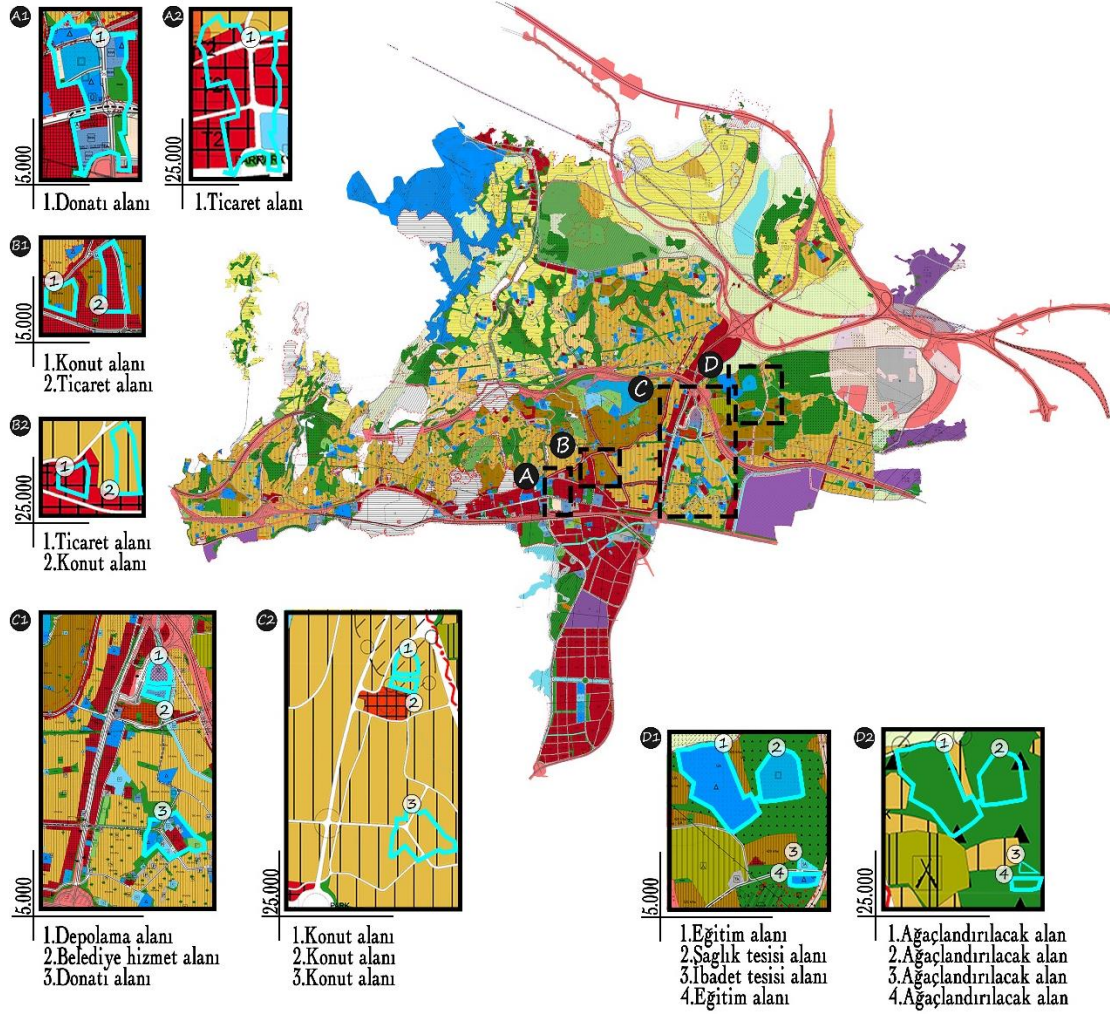 A1
A2
1
1
5.000
1.Donatı alanı
T2
PARK
25.000
1.Ticaret alanı
B1
1
2
5.000
1.Konut alanı
2.Ticaret alanı
B2
1
2
25.000
1.Ticaret alanı
2.Konut alanı
A
B
C
D
C1
1
2
3
5.000
1.Depolama alanı
2.Belediye hizmet alanı
3.Donatı alanı
C2
1
2
3
PARK
25.000
1.Konut alanı
2.Konut alanı
3.Konut alanı
D1
1
2
3
4
5.000
1.Eğitim alanı
2.Sağlık tesisi alanı
3.İbadet tesisi alanı
4.Eğitim alanı
D2
1
2
3
4
25.000
1.Ağaçlandırılacak alan
2.Ağaçlandırılacak alan
3.Ağaçlandırılacak alan
4.Ağaçlandırılacak alan